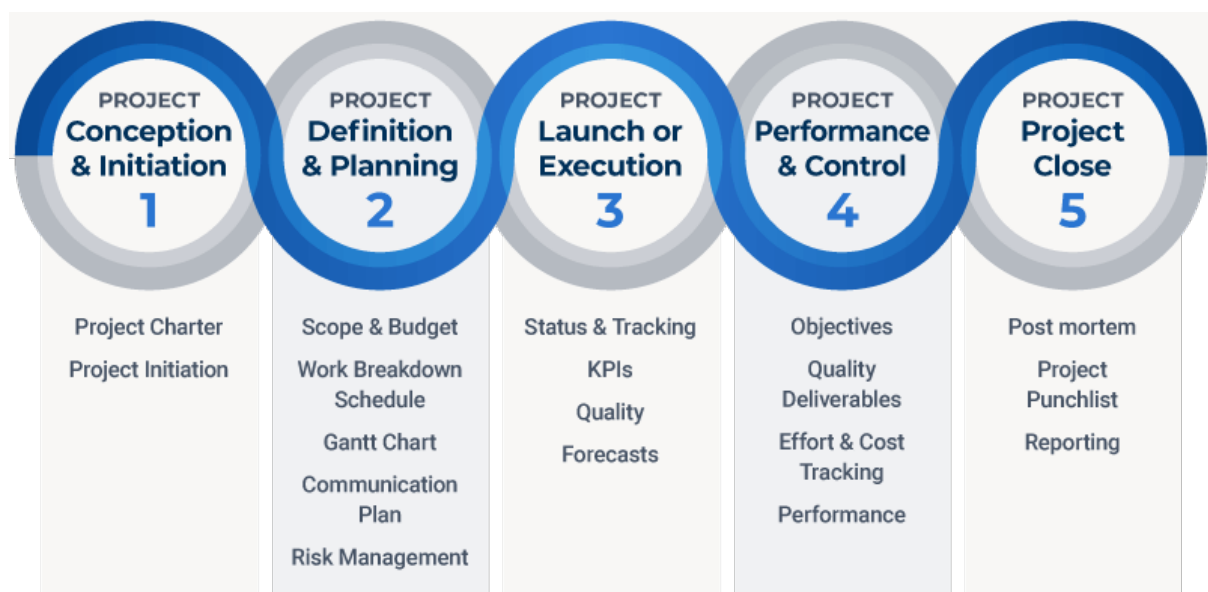 PROJECT
Conception
& Initiation
1
Project Charter
Project Initiation
PROJECT
Definition
& Planning
2
Scope & Budget
Work Breakdown
Schedule
Gantt Chart
Communication
Plan
Risk Management
PROJECT
Launch or
Execution
3
Status & Tracking
KPIs
Quality
Forecasts
PROJECT
Performance
& Control
4
Objectives
Quality
Deliverables
Effort & Cost
Tracking
Performance
PROJECT
Project
Close
5
Post mortem
Project
Punchlist
Reporting